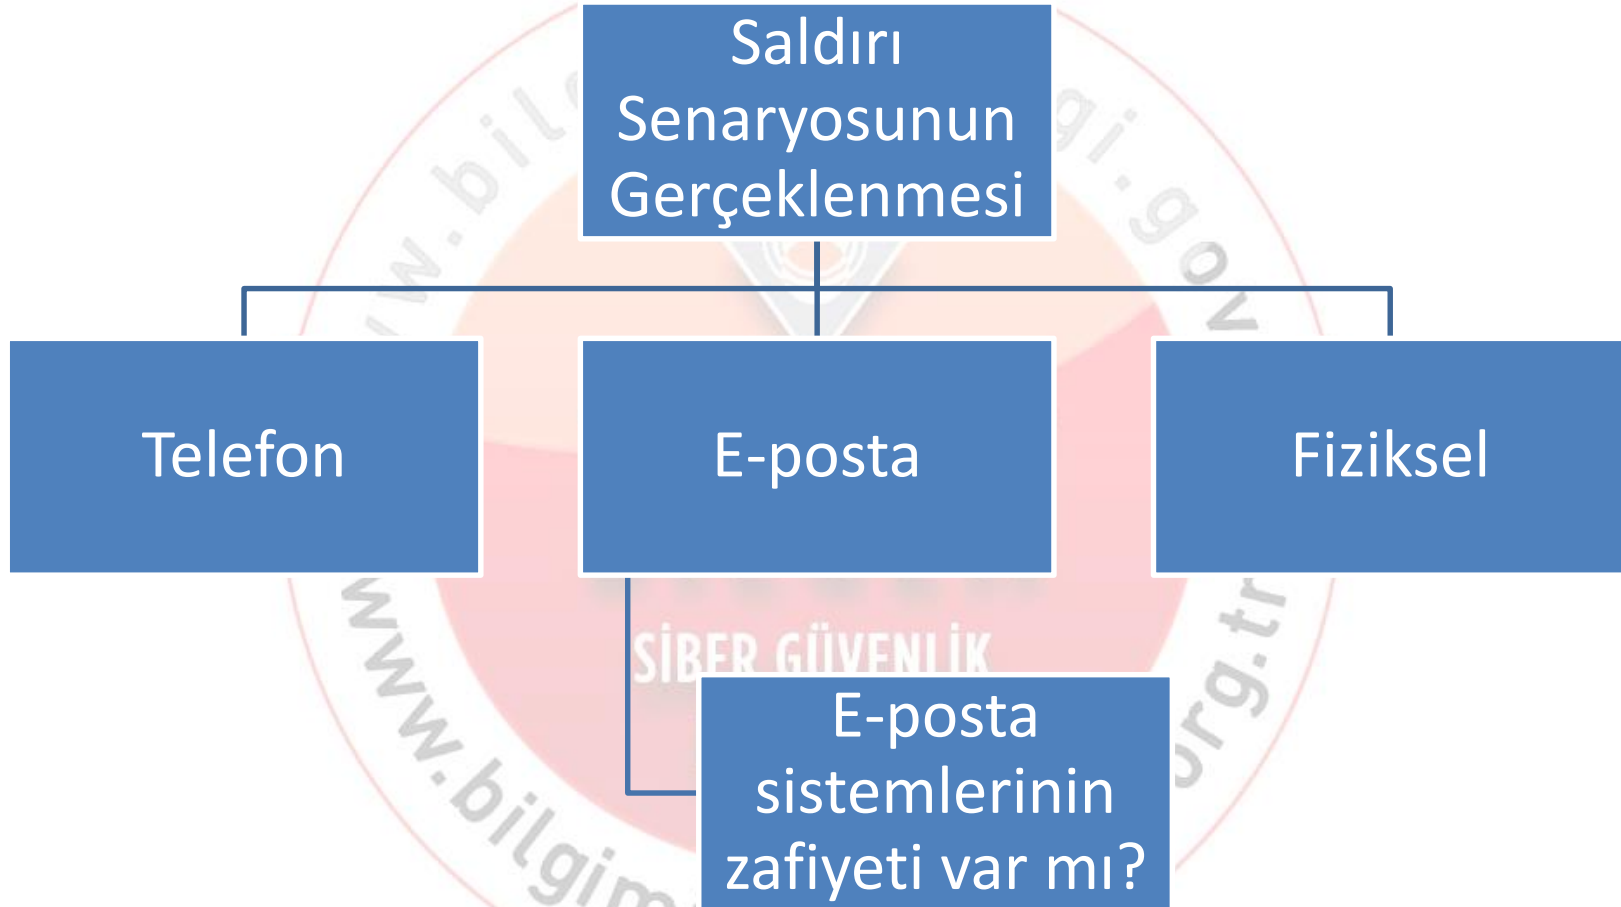 Saldırı
Senaryosunun
Gerçeklenmesi
Telefon
E-posta
Fiziksel
SİBER GÜVENLİK
E-posta
sistemlerinin
zafiyeti var mı?